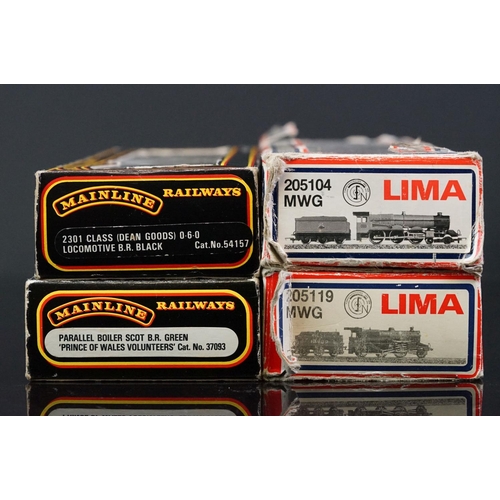 MAINLINE RAILWAYS
2301 CLASS (DEAN GOODS) 0-6-0
LOCOMOTIVE B.R. BLACK Cat.No.54157
205104 LIMA
MWG
MAINLINE RAILWAYS
PARALLEL BOILER SCOT B.R. GREEN
'PRINCE OF WALES VOLUNTEERS' Cat. No. 37093
205119 LIMA
MWG